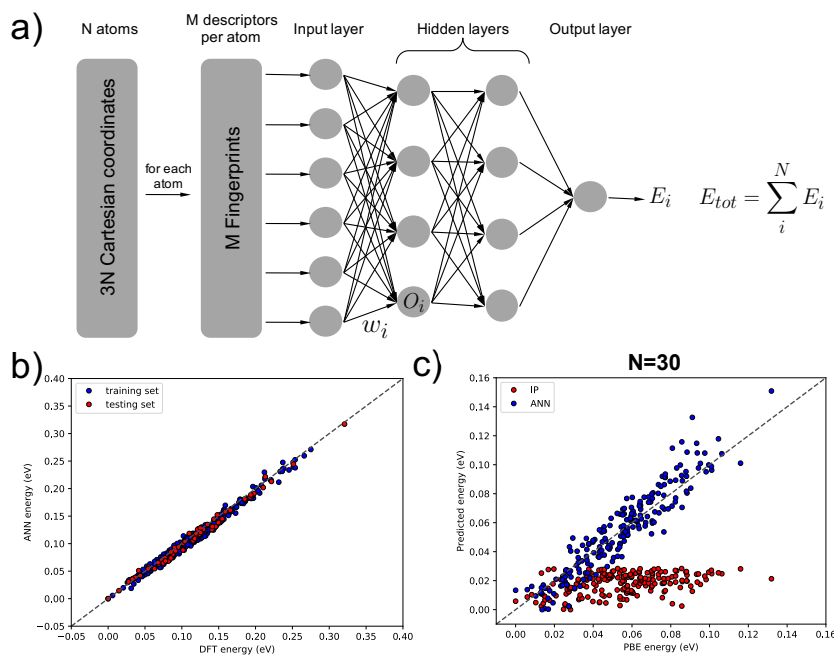 a)
N atoms
M descriptors
per atom
Input layer
Hidden layers
Output layer
3N Cartesian coordinates
for each
atom
M Fingerprints
O_i
w_i
E_i
E_{tot} = \sum_{i}^{N} E_i
b)
0.40
0.35
0.30
0.25
0.20
0.15
0.10
0.05
0.00
−0.05
ANN energy (eV)
training set
testing set
−0.05
0.00
0.05
0.10
0.15
0.20
0.25
0.30
0.35
0.40
DFT energy (eV)
c)
N=30
0.16
0.14
0.12
0.10
0.08
0.06
0.04
0.02
0.00
Predicted energy (eV)
IP
ANN
0.00
0.02
0.04
0.06
0.08
0.10
0.12
0.14
0.16
PBE energy (eV)